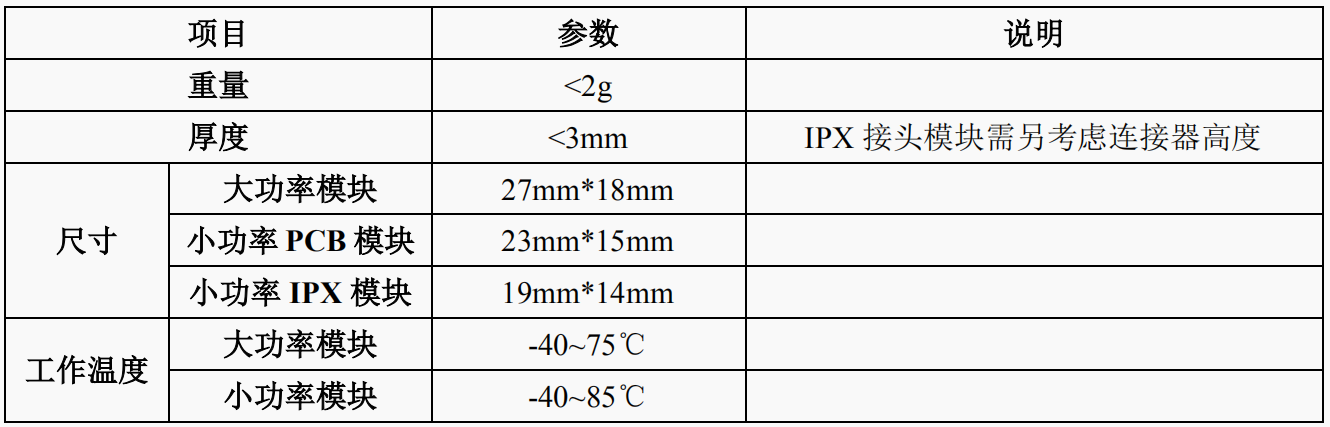 项目 参数 说明
重量 <2g
厚度 <3mm IPX 接头模块需另考虑连接器高度
尺寸 大功率模块 27mm*18mm
小功率 PCB 模块 23mm*15mm
小功率 IPX 模块 19mm*14mm
工作温度 大功率模块 -40~75℃
小功率模块 -40~85℃